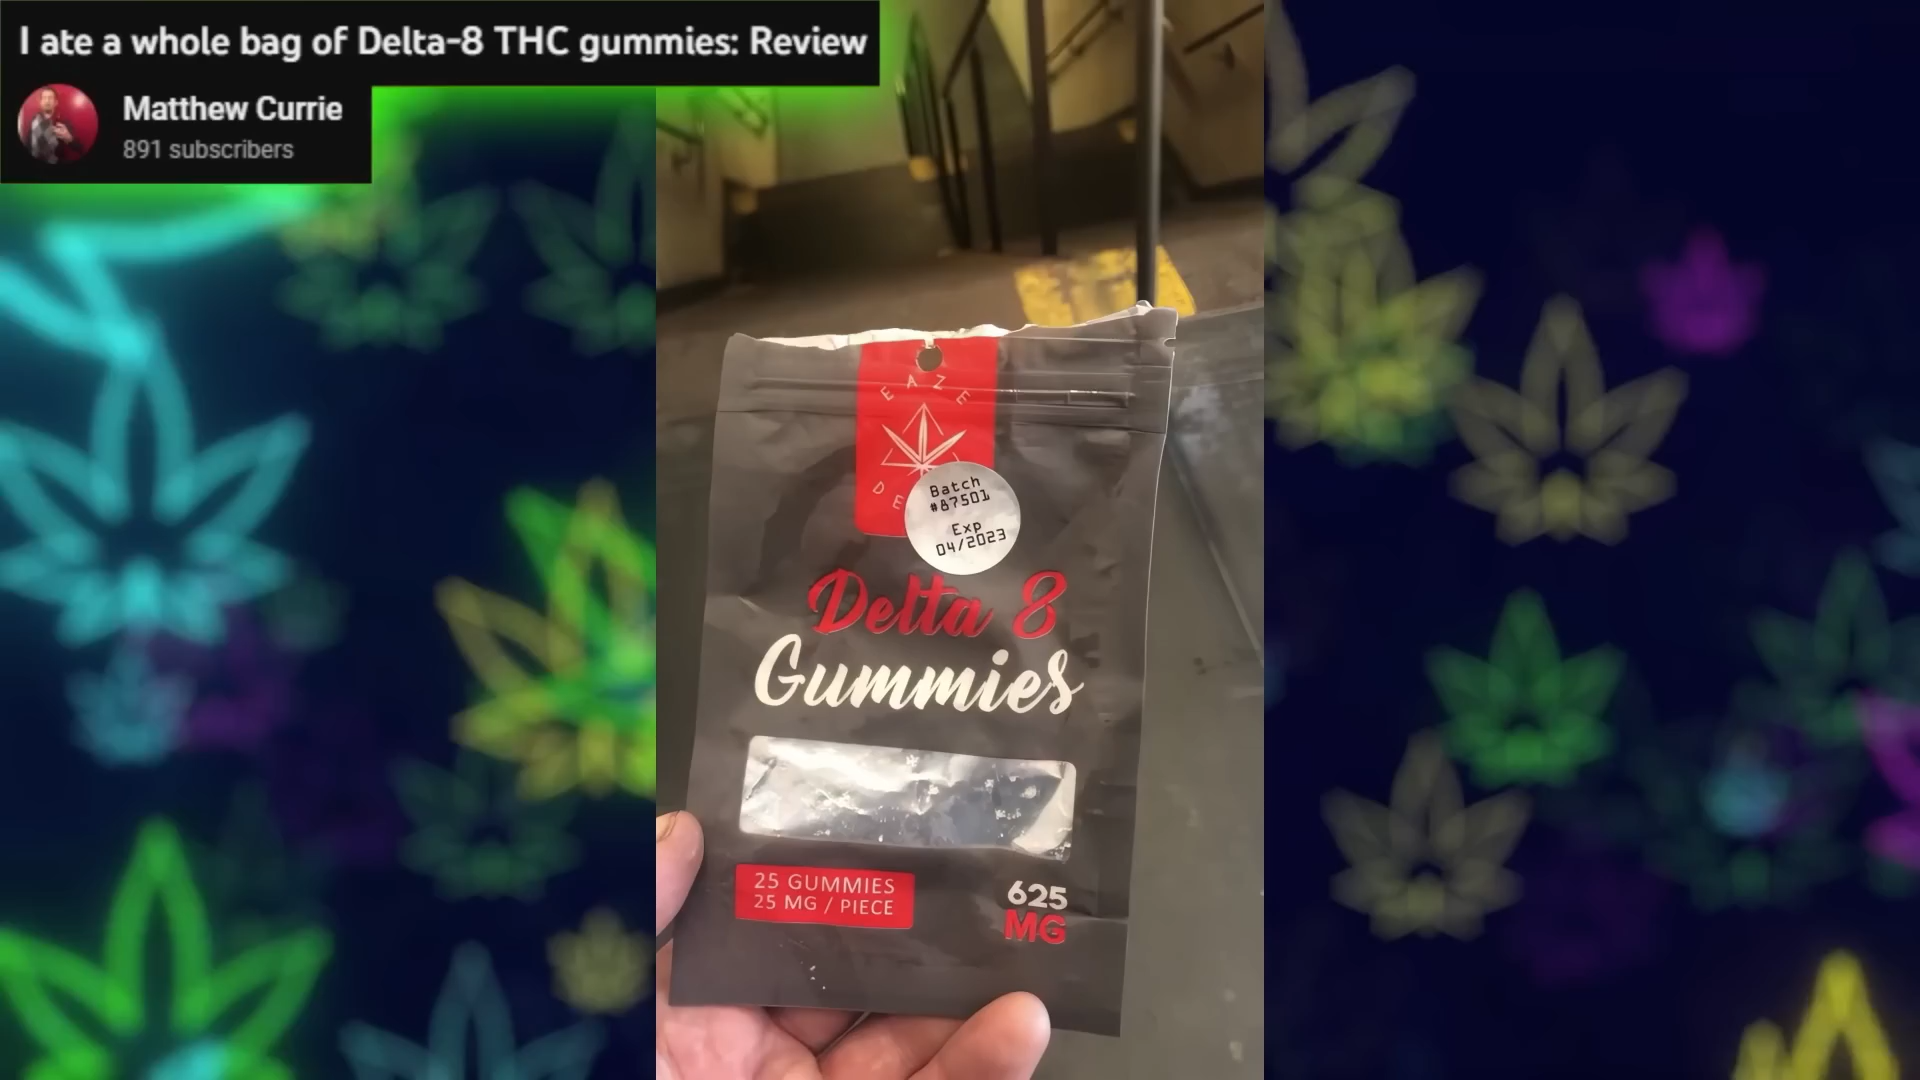 I ate a whole bag of Delta-8 THC gummies: Review
Matthew Currie
891 subscribers
EAZE
DE
Batch
#87501
Exp
04/2023
Delta 8
Gummies
25 GUMMIES
25 MG / PIECE
625
MG